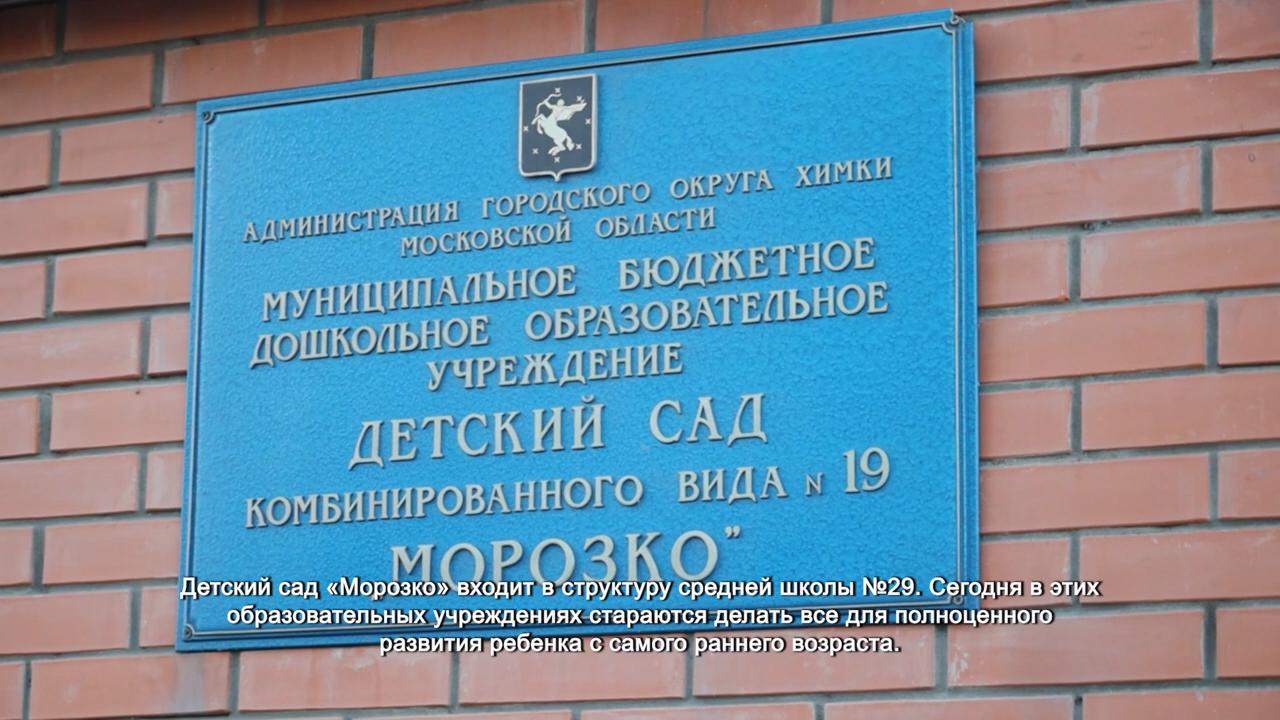 АДМИНИСТРАЦИЯ ГОРОДСКОГО ОКРУГА ХИМКИ
МОСКОВСКОЙ ОБЛАСТИ
МУНИЦИПАЛЬНОЕ БЮДЖЕТНОЕ
ДОШКОЛЬНОЕ ОБРАЗОВАТЕЛЬНОЕ
УЧРЕЖДЕНИЕ
ДЕТСКИЙ САД
КОМБИНИРОВАННОГО ВИДА N 19
МОРОЗКО"
Детский сад «Морозко» входит в структуру средней школы №29. Сегодня в этих
образовательных учреждениях стараются делать все для полноценного
развития ребенка с самого раннего возраста.